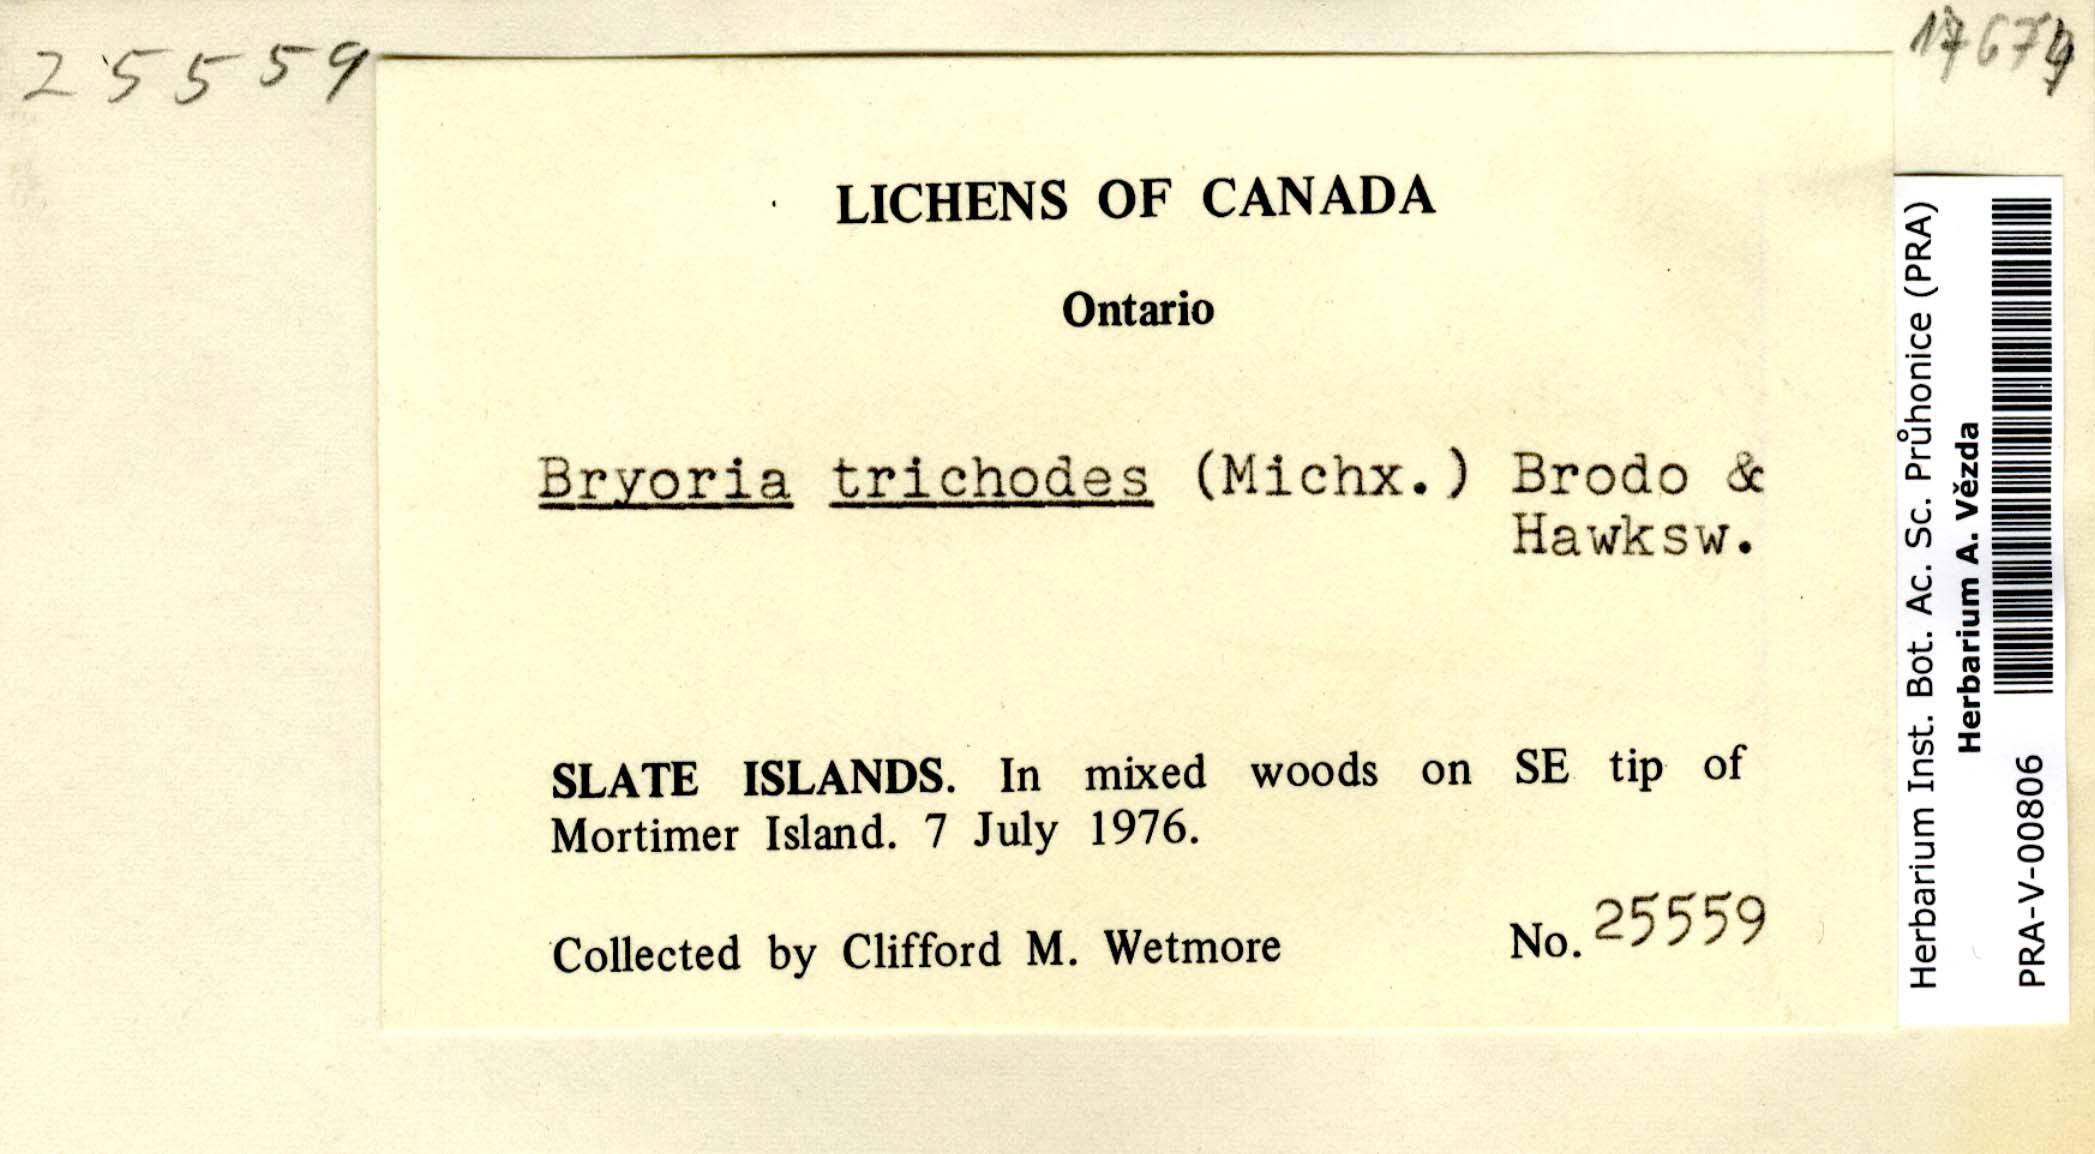 25559
LICHENS OF CANADA
Ontario
Bryoria trichodes (Michx.) Brodo &
Hawksw.
SLATE ISLANDS. In mixed woods on SE tip of
Mortimer Island. 7 July 1976.
Collected by Clifford M. Wetmore No. 25559
Herbarium Inst. Bot. Ac. Sc. Průhonice (PRA)
Herbarium A. Vězda
PRA-V-00806